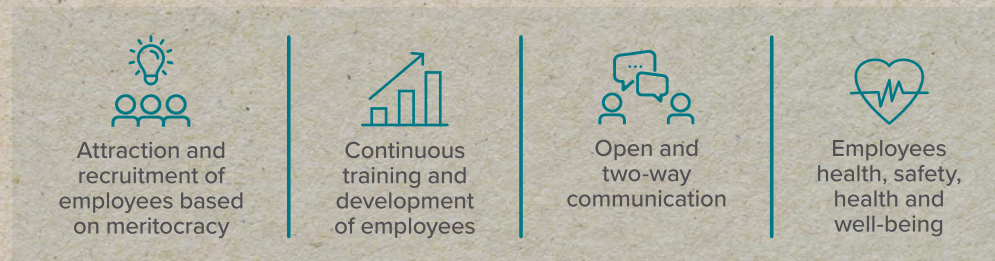 Attraction and
recruitment of
employees based
on meritocracy
Continuous
training and
development
of employees
Open and
two-way
communication
Employees
health, safety,
health and
well-being